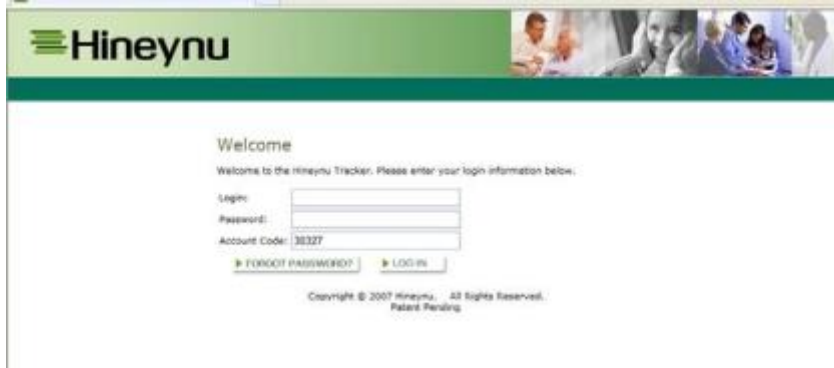 Hineynu
Welcome
Welcome to the Hineynu Tracker. Please enter your login information below.
Login:
Password:
Account Code: 30327
FORGOT PASSWORD? LOG IN
Copyright © 2007 Hineynu, All Rights Reserved.
Patent Pending